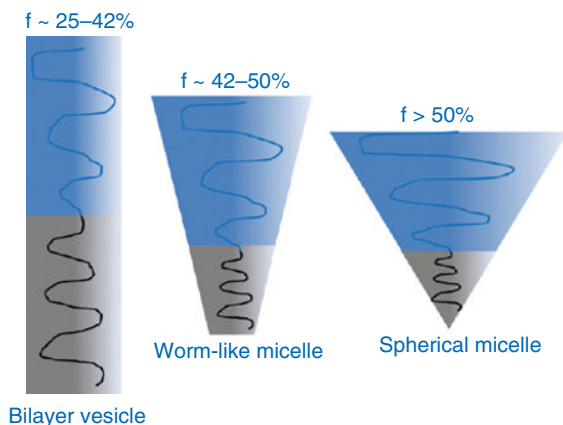 f ~ 25–42%
f ~ 42–50%
f > 50%
Worm-like micelle
Spherical micelle
Bilayer vesicle